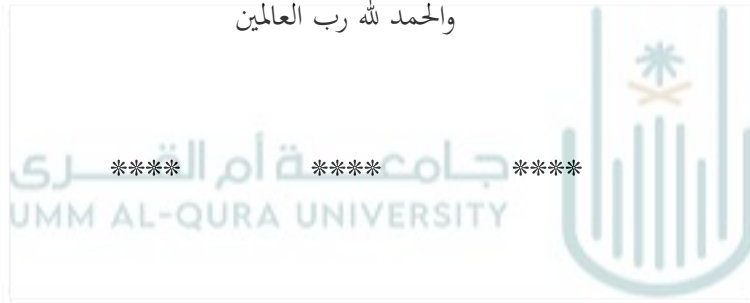 والحمد لله رب العالمين
**** **** ****
جامعة أم القرى
UMM AL-QURA UNIVERSITY